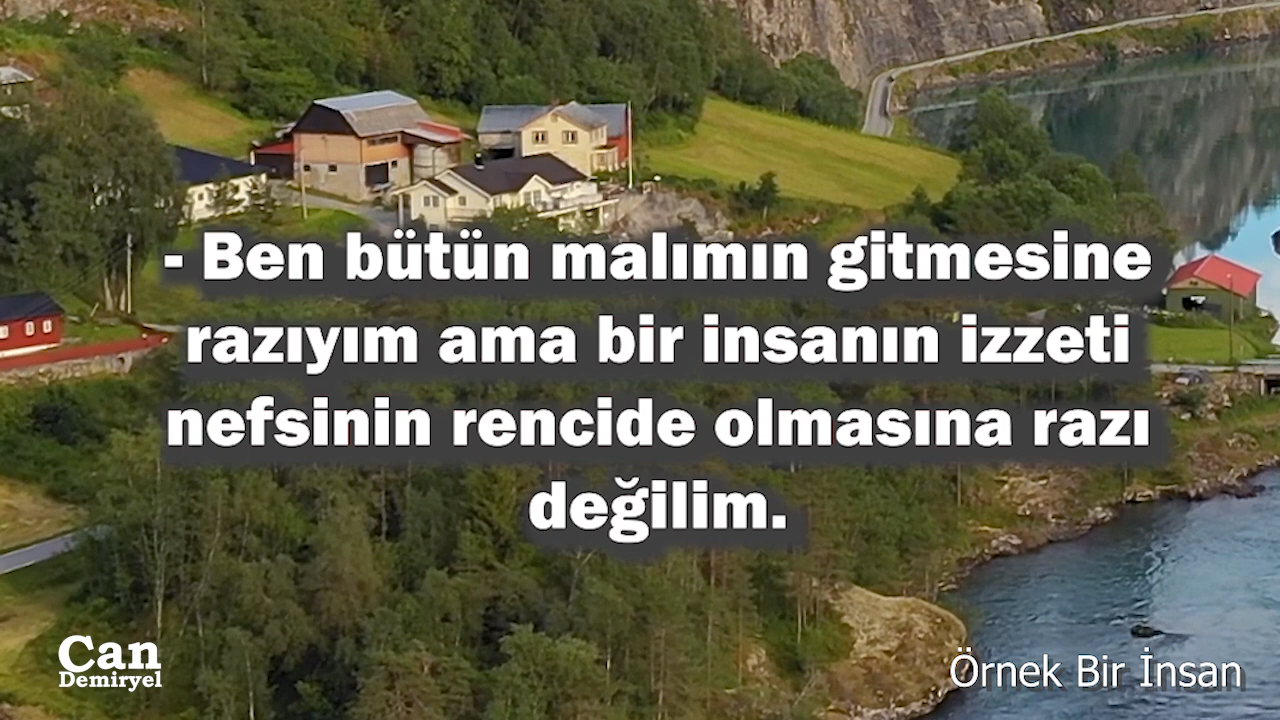 - Ben bütün malımın gitmesine
razıyım ama bir insanın izzeti
nefsinin rencide olmasına razı
değilim.
Can
Demiryel
Örnek Bir İnsan